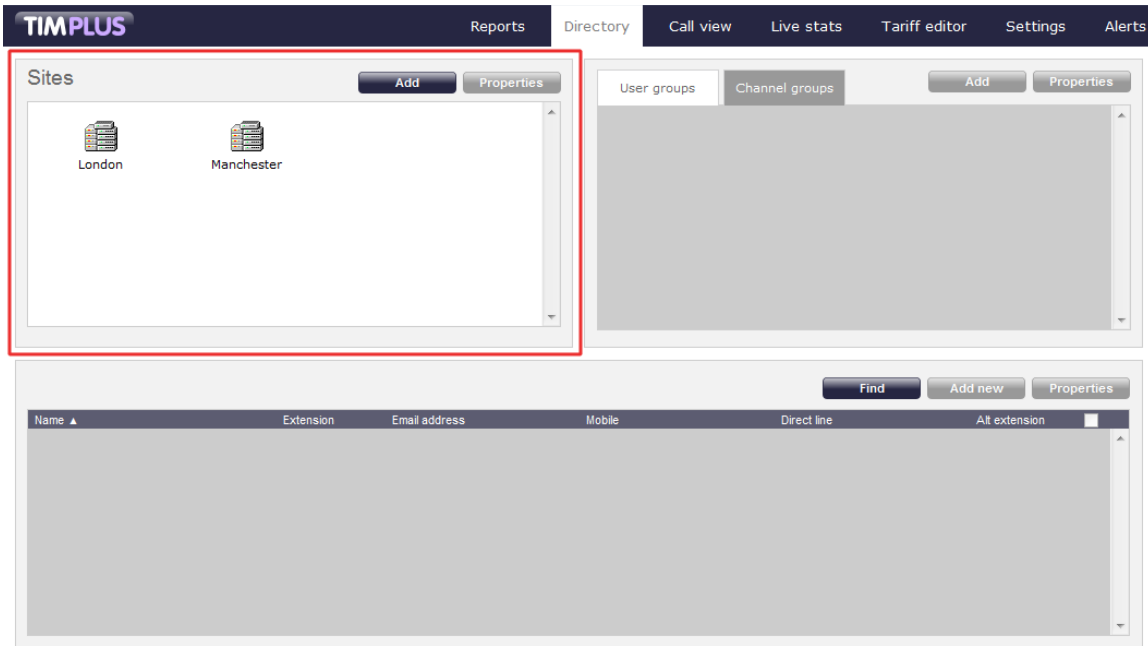 TIMPLUS Reports Directory Call view Live stats Tariff editor Settings Alerts
Sites Add Properties
London Manchester
User groups Channel groups Add Properties
Find Add new Properties
Name ▲ Extension Email address Mobile Direct line Alt extension